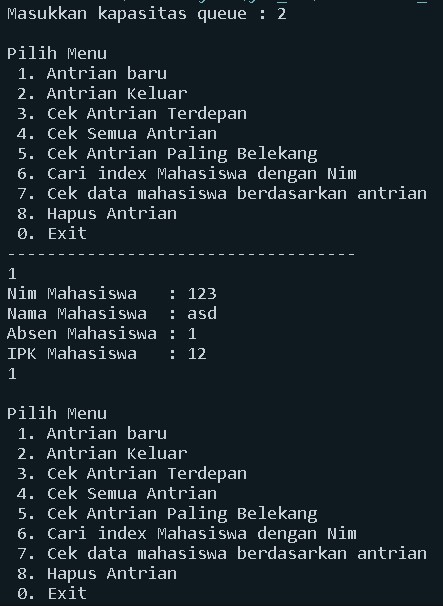 Masukkan kapasitas queue : 2
Pilih Menu
1. Antrian baru
2. Antrian Keluar
3. Cek Antrian Terdepan
4. Cek Semua Antrian
5. Cek Antrian Paling Belekang
6. Cari index Mahasiswa dengan Nim
7. Cek data mahasiswa berdasarkan antrian
8. Hapus Antrian
0. Exit
-----------------------------------
1
Nim Mahasiswa   : 123
Nama Mahasiswa  : asd
Absen Mahasiswa : 1
IPK Mahasiswa   : 12
1
Pilih Menu
1. Antrian baru
2. Antrian Keluar
3. Cek Antrian Terdepan
4. Cek Semua Antrian
5. Cek Antrian Paling Belekang
6. Cari index Mahasiswa dengan Nim
7. Cek data mahasiswa berdasarkan antrian
8. Hapus Antrian
0. Exit